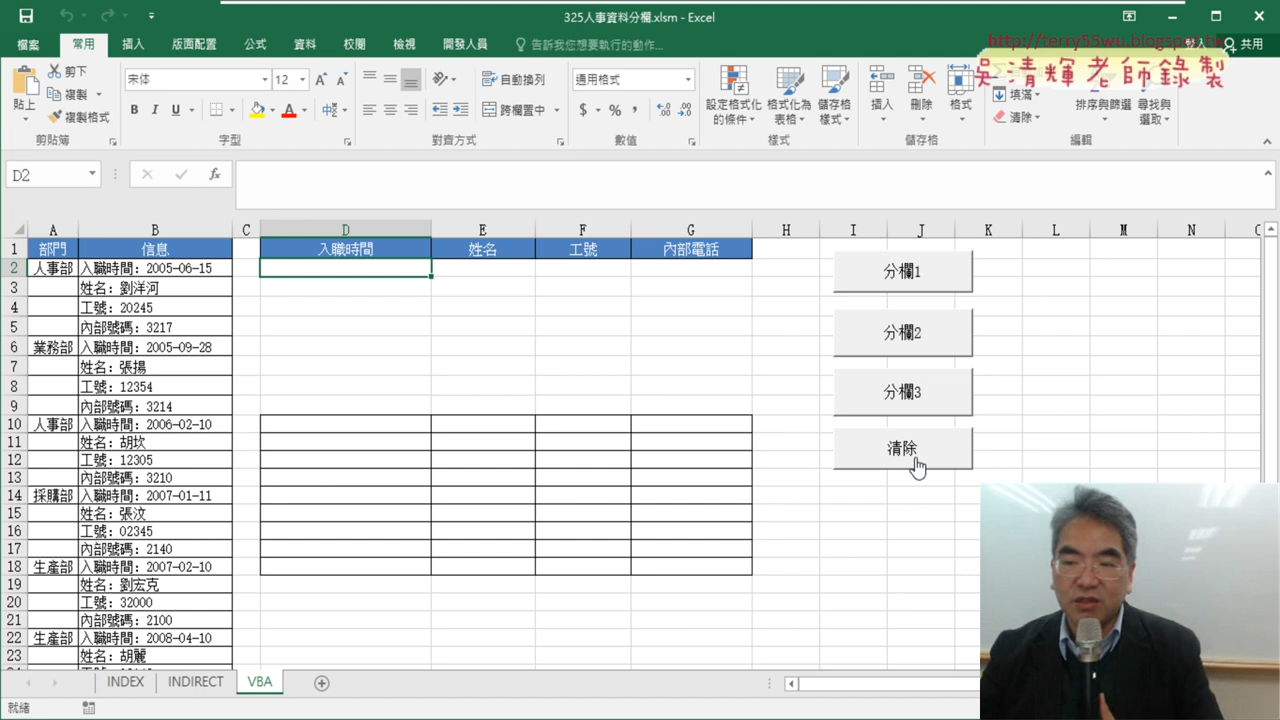 325人事資料分欄.xlsm - Excel
檔案 常用 插入 版面配置 公式 資料 校閱 檢視 開發人員 告訴我您想要執行的動作... 共用
http://terry55wu.blogspot.tw
吳清輝老師錄製
貼上 剪下 複製 複製格式 剪貼簿
宋体 12 B I U A 字型
自動換列 跨欄置中 對齊方式
通用格式 $ % , 數值
設定格式化的條件 格式化為表格 儲存格樣式 樣式
插入 刪除 格式 儲存格
填滿 清除 排序與篩選 尋找與選取 編輯
D2 fx
A B C D E F G H I J K L M N
1 部門 信息 入職時間 姓名 工號 內部電話
2 人事部 入職時間：2005-06-15
3 姓名：劉洋河
4 工號：20245
5 內部號碼：3217
6 業務部 入職時間：2005-09-28
7 姓名：張揚
8 工號：12354
9 內部號碼：3214
10 人事部 入職時間：2006-02-10
11 姓名：胡坎
12 工號：12305
13 內部號碼：3210
14 採購部 入職時間：2007-01-11
15 姓名：張汶
16 工號：02345
17 內部號碼：2140
18 生產部 入職時間：2007-02-10
19 姓名：劉宏克
20 工號：32000
21 內部號碼：2100
22 生產部 入職時間：2008-04-10
23 姓名：胡麗
分欄1
分欄2
分欄3
清除
INDEX INDIRECT VBA
就緒